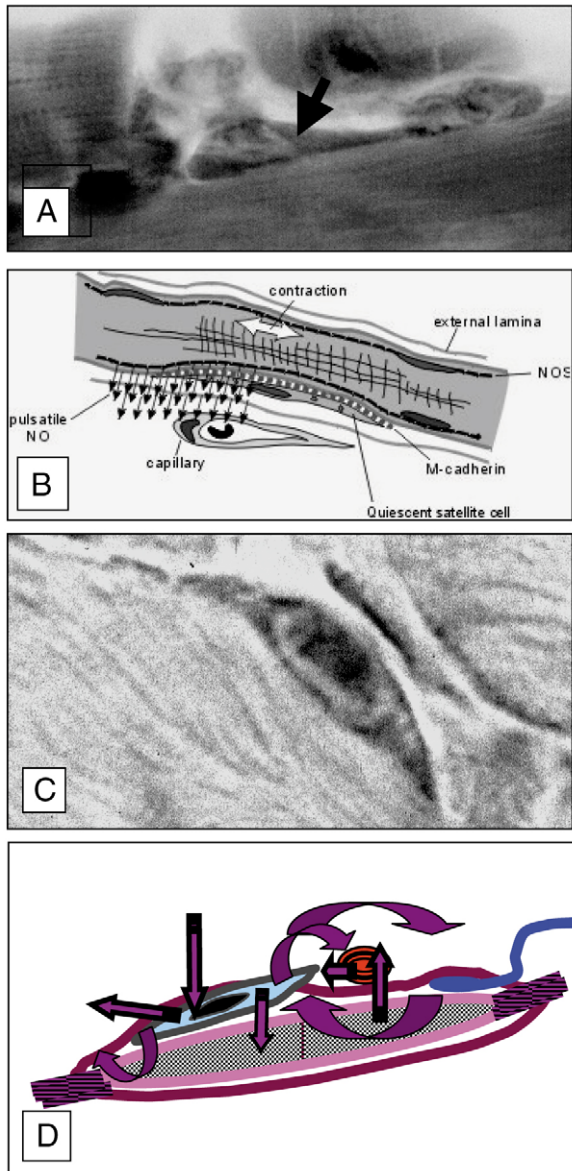 A
contraction
external lamina
NOS
pulsatile
NO
capillary
M-cadherin
Quiescent satellite cell
B
C
D